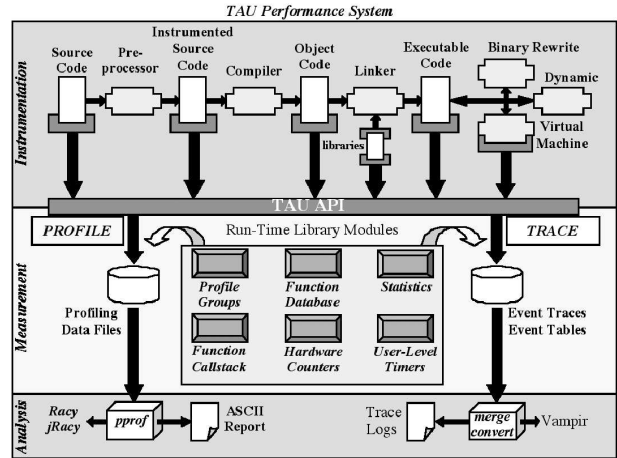 TAU Performance System
Instrumentation
Source
Code
Pre-
processor
Instrumented
Source
Code
Compiler
Object
Code
Linker
Executable
Code
Binary Rewrite
Dynamic
Virtual
Machine
libraries
TAU API
Measurement
PROFILE
Run-Time Library Modules
TRACE
Profiling
Data Files
Profile
Groups
Function
Database
Statistics
Function
Callstack
Hardware
Counters
User-Level
Timers
Event Traces
Event Tables
Analysis
Racy
jRacy
pprof
ASCII
Report
Trace
Logs
merge
convert
Vampir